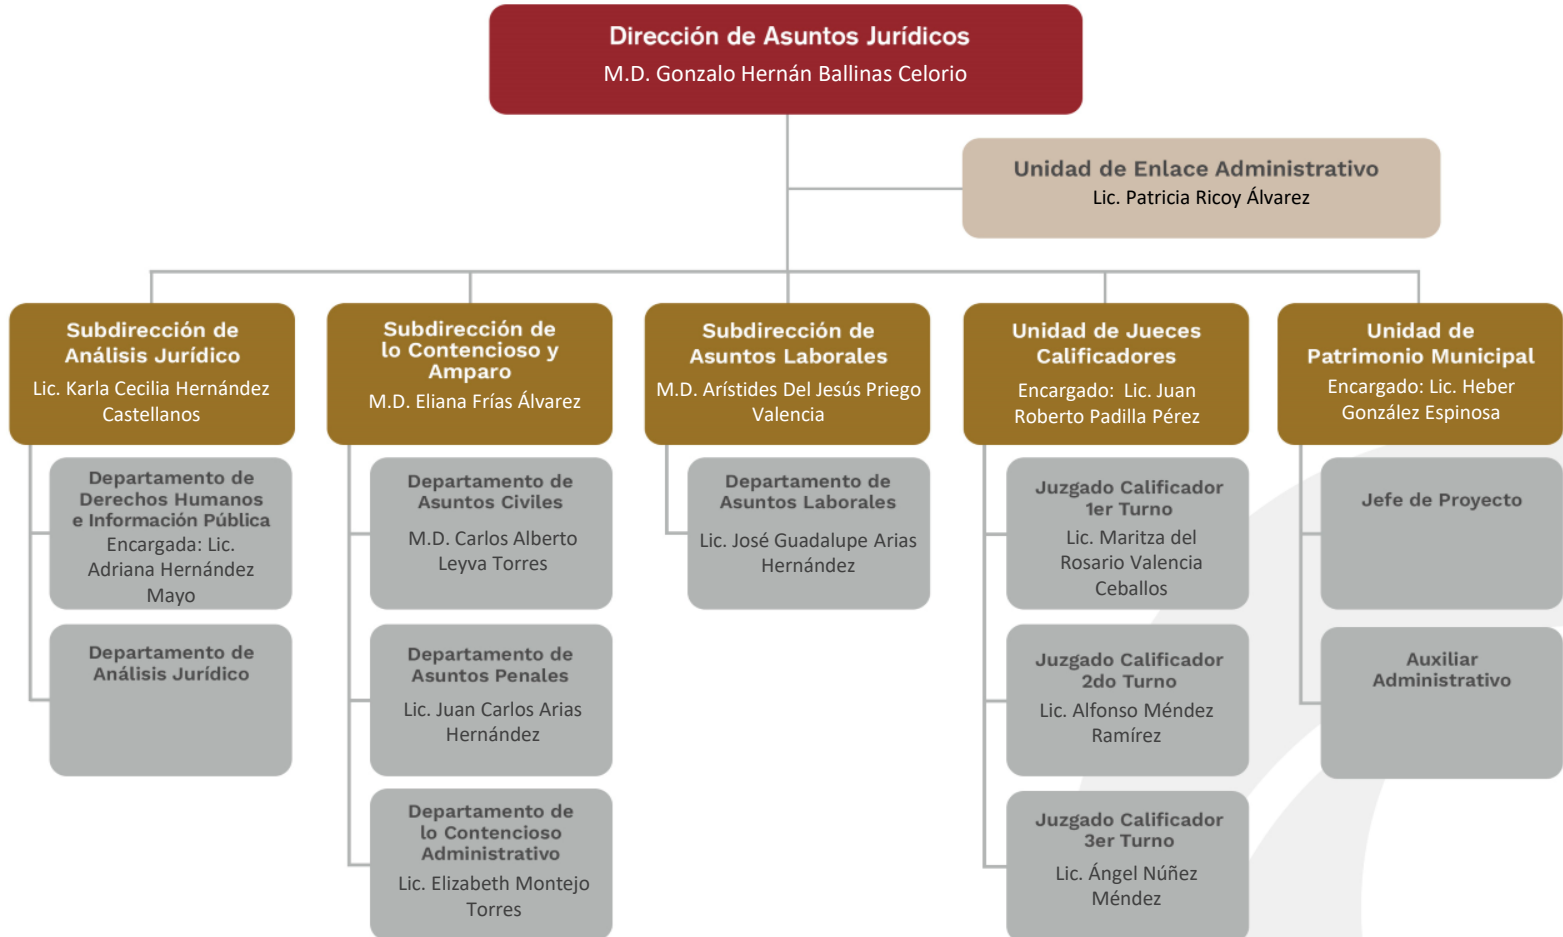 Dirección de Asuntos Jurídicos
M.D. Gonzalo Hernán Ballinas Celorio
Unidad de Enlace Administrativo
Lic. Patricia Ricoy Álvarez
Subdirección de
Análisis Jurídico
Lic. Karla Cecilia Hernández
Castellanos
Subdirección de
lo Contencioso y
Amparo
M.D. Eliana Frías Álvarez
Subdirección de
Asuntos Laborales
M.D. Arístides Del Jesús Priego
Valencia
Unidad de Jueces
Calificadores
Encargado:  Lic. Juan
Roberto Padilla Pérez
Unidad de
Patrimonio Municipal
Encargado: Lic. Heber
González Espinosa
Departamento de
Derechos Humanos
e Información Pública
Encargada: Lic.
Adriana Hernández
Mayo
Departamento de
Análisis Jurídico
Departamento de
Asuntos Civiles
M.D. Carlos Alberto
Leyva Torres
Departamento de
Asuntos Penales
Lic. Juan Carlos Arias
Hernández
Departamento de
lo Contencioso
Administrativo
Lic. Elizabeth Montejo
Torres
Departamento de
Asuntos Laborales
Lic. José Guadalupe Arias
Hernández
Juzgado Calificador
1er Turno
Lic. Maritza del
Rosario Valencia
Ceballos
Juzgado Calificador
2do Turno
Lic. Alfonso Méndez
Ramírez
Juzgado Calificador
3er Turno
Lic. Ángel Núñez
Méndez
Jefe de Proyecto
Auxiliar
Administrativo